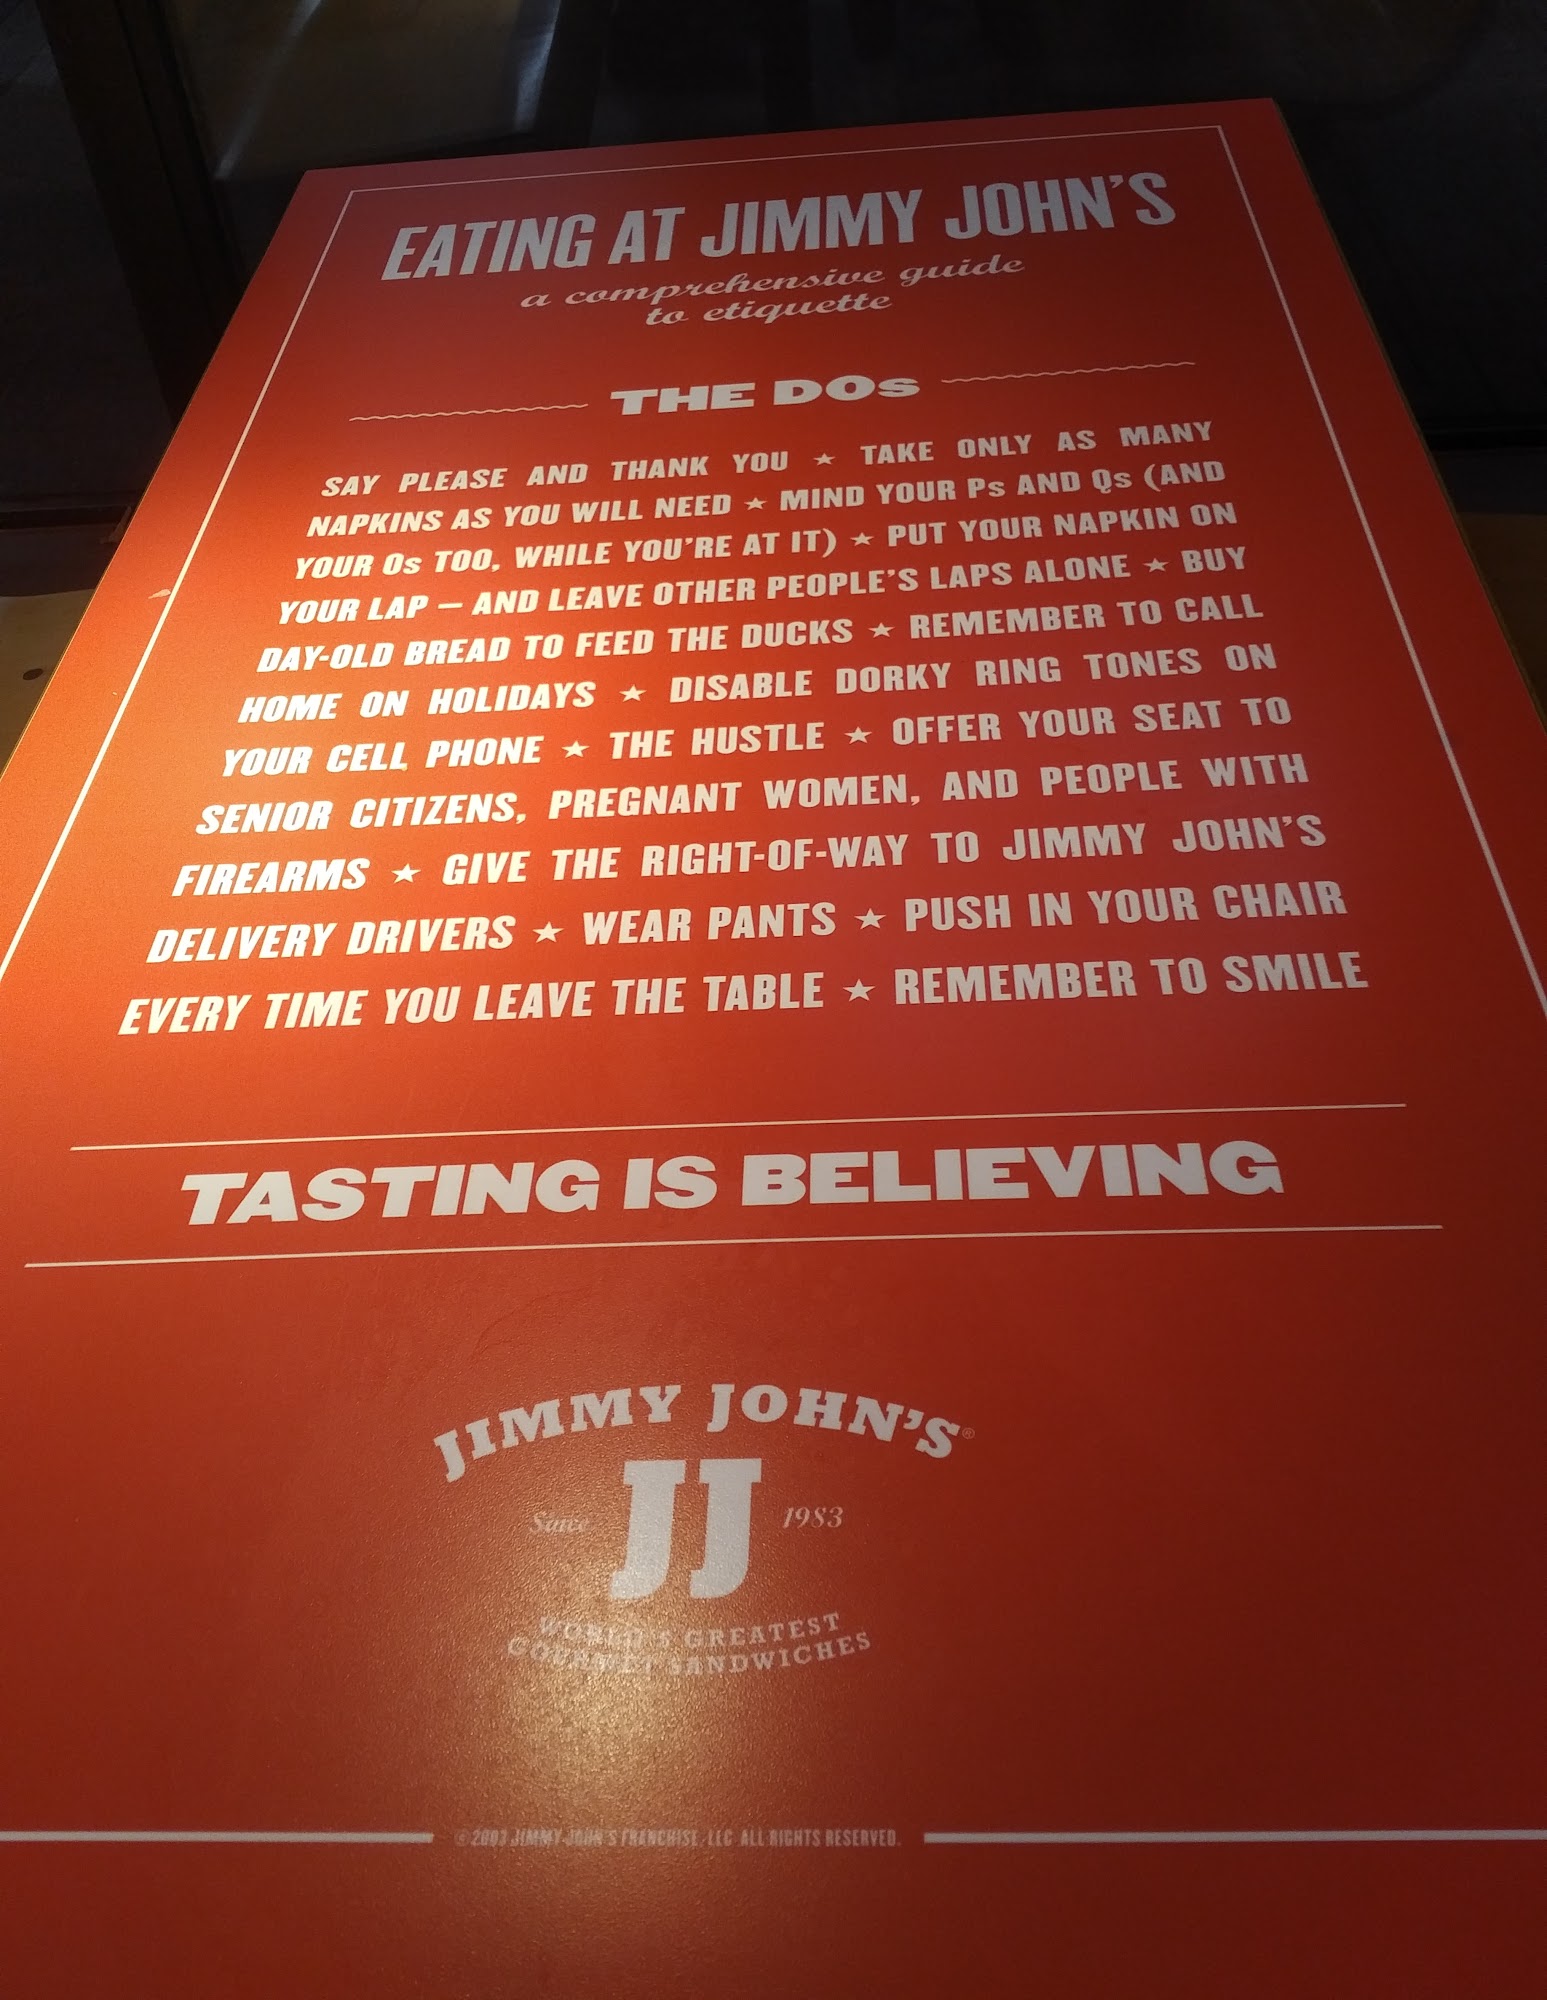 EATING AT JIMMY JOHN'S
a comprehensive guide
to etiquette
THE DOs
SAY PLEASE AND THANK YOU ★ TAKE ONLY AS MANY
NAPKINS AS YOU WILL NEED ★ MIND YOUR Ps AND Qs (AND
YOUR Os TOO, WHILE YOU'RE AT IT) ★ PUT YOUR NAPKIN ON
YOUR LAP — AND LEAVE OTHER PEOPLE'S LAPS ALONE ★ BUY
DAY-OLD BREAD TO FEED THE DUCKS ★ REMEMBER TO CALL
HOME ON HOLIDAYS ★ DISABLE DORKY RING TONES ON
YOUR CELL PHONE ★ THE HUSTLE ★ OFFER YOUR SEAT TO
SENIOR CITIZENS, PREGNANT WOMEN, AND PEOPLE WITH
FIREARMS ★ GIVE THE RIGHT-OF-WAY TO JIMMY JOHN'S
DELIVERY DRIVERS ★ WEAR PANTS ★ PUSH IN YOUR CHAIR
EVERY TIME YOU LEAVE THE TABLE ★ REMEMBER TO SMILE
TASTING IS BELIEVING
JIMMY JOHN'S®
Since JJ 1983
WORLD'S GREATEST
GOURMET SANDWICHES
JIMMY JOHN'S FRANCHISE, LLC ALL RIGHTS RESERVED.